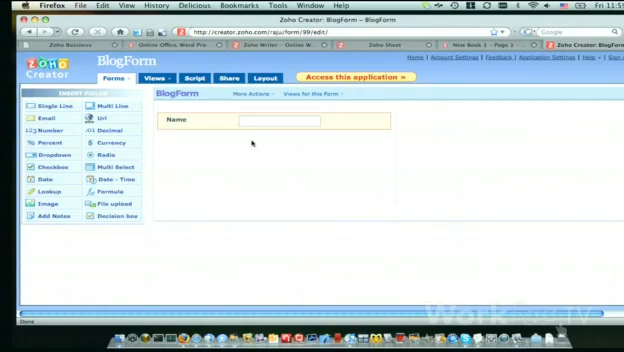 Firefox File Edit View History Delicious Bookmarks Tools Window Help
Zoho Creator: BlogForm – BlogForm
http://creator.zoho.com/raju/form/99/edit/
Google
Zoho Business
Online Office, Word Pro...
Zoho Writer - Online W...
Zoho Sheet
New Book 1 - Page 1 - ...
Zoho Creator: BlogForm
ZOHO Creator
BlogForm
Home | Account Settings | Feedback | Application Settings | Help | Sign
Forms Views Script Share Layout
Access this application »
INSERT FIELDS
BlogForm
More Actions
Views for this Form
Single Line Multi Line
Email Url
Number Decimal
Percent Currency
Dropdown Radio
Checkbox Multi Select
Date Date - Time
Lookup Formula
Image File upload
Add Notes Decision box
Name
Done